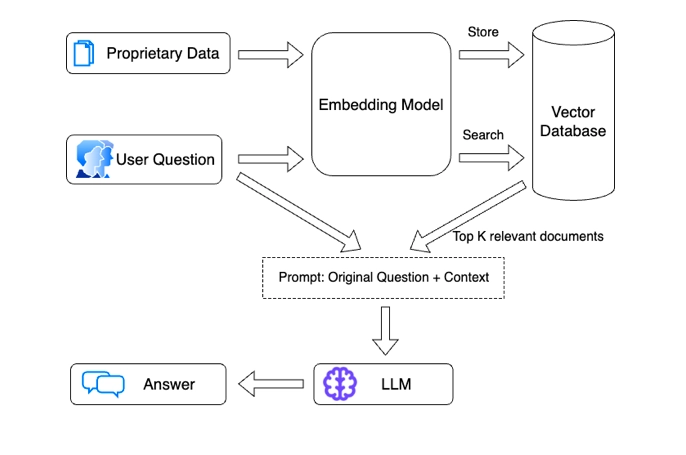 Proprietary Data
Store
Embedding Model
Vector
Database
User Question
Search
Top K relevant documents
Prompt: Original Question + Context
Answer
LLM